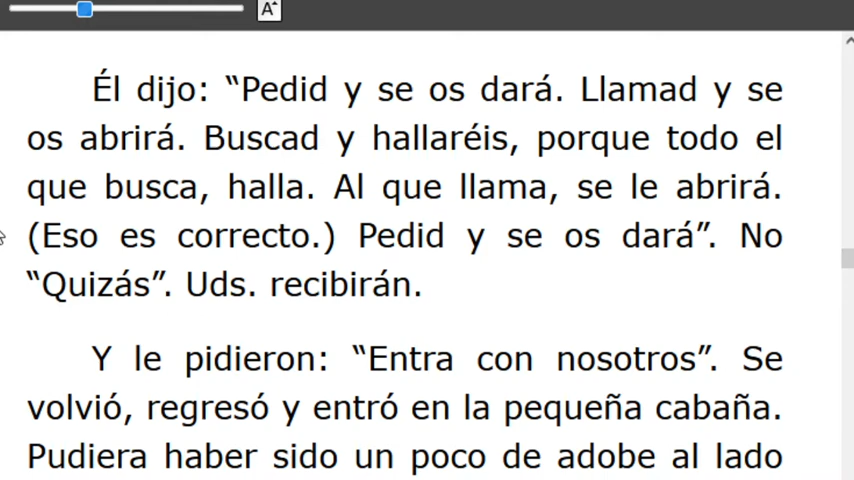 A
Él dijo: “Pedid y se os dará. Llamad y se
os abrirá. Buscad y hallaréis, porque todo el
que busca, halla. Al que llama, se le abrirá.
(Eso es correcto.) Pedid y se os dará”. No
“Quizás”. Uds. recibirán.
Y le pidieron: “Entra con nosotros”. Se
volvió, regresó y entró en la pequeña cabaña.
Pudiera haber sido un poco de adobe al lado